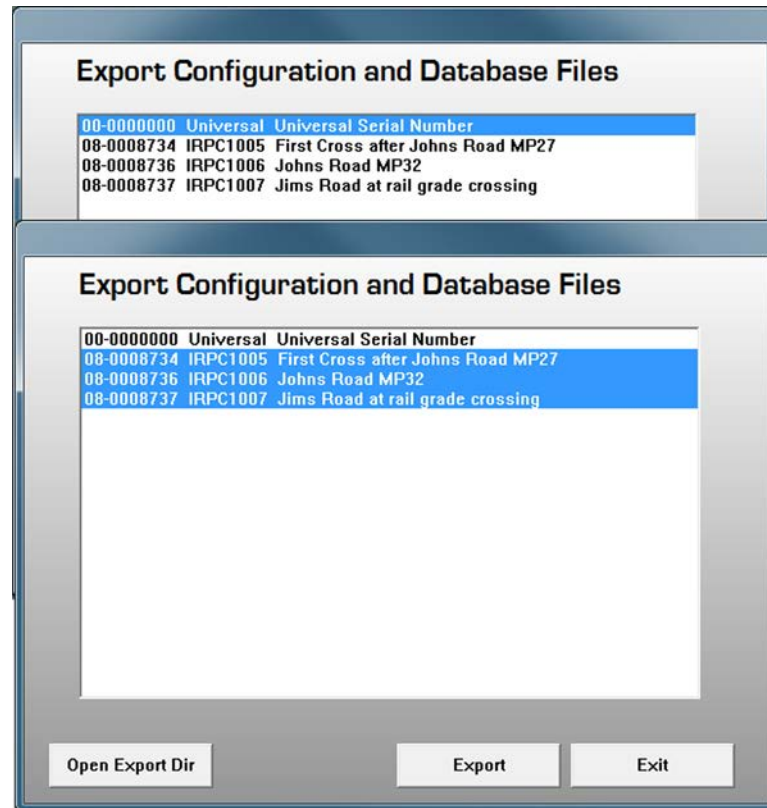 Export Configuration and Database Files
00-0000000 Universal Universal Serial Number
08-0008734 IRPC1005 First Cross after Johns Road MP27
08-0008736 IRPC1006 Johns Road MP32
08-0008737 IRPC1007 Jims Road at rail grade crossing
Export Configuration and Database Files
00-0000000 Universal Universal Serial Number
08-0008734 IRPC1005 First Cross after Johns Road MP27
08-0008736 IRPC1006 Johns Road MP32
08-0008737 IRPC1007 Jims Road at rail grade crossing
Open Export Dir Export Exit